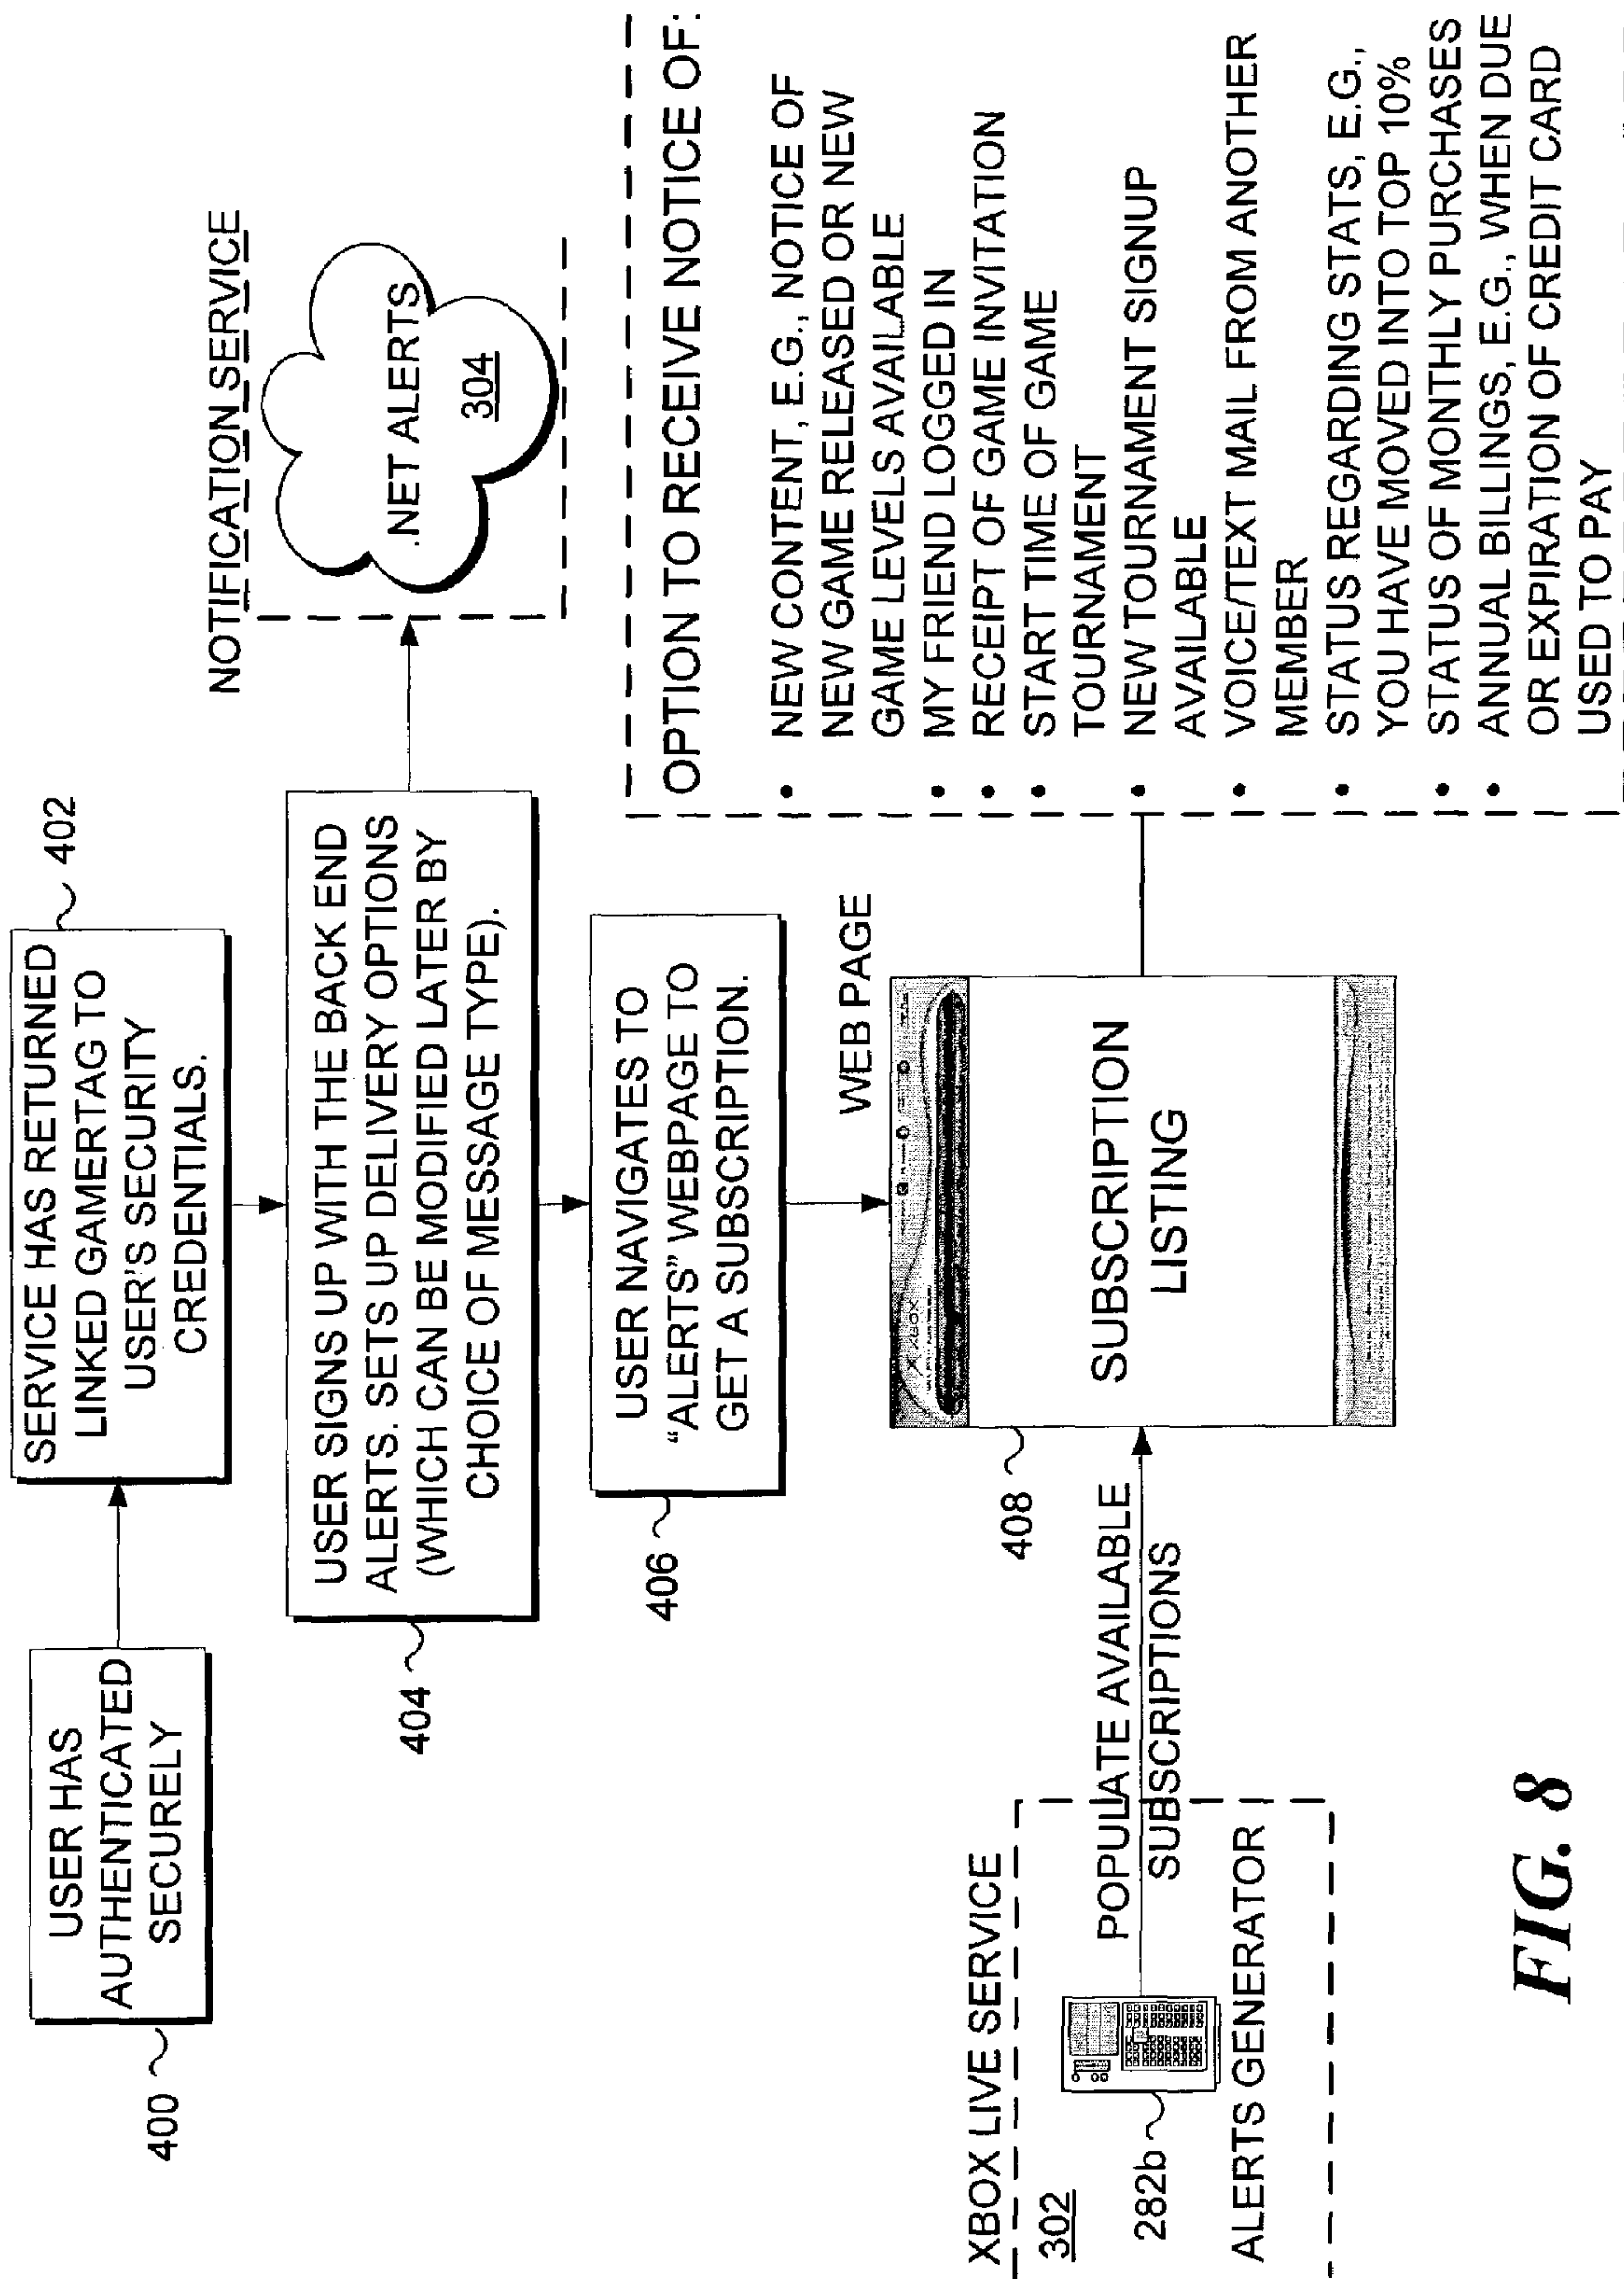 USER HAS
AUTHENTICATED
SECURELY
400
SERVICE HAS RETURNED
LINKED GAMERTAG TO
USER'S SECURITY
CREDENTIALS.
402
USER SIGNS UP WITH THE BACK END
ALERTS. SETS UP DELIVERY OPTIONS
(WHICH CAN BE MODIFIED LATER BY
CHOICE OF MESSAGE TYPE).
404
NOTIFICATION SERVICE
.NET ALERTS
304
USER NAVIGATES TO
“ALERTS” WEBPAGE TO
GET A SUBSCRIPTION.
406
WEB PAGE
XBOX
SUBSCRIPTION
LISTING
408
XBOX LIVE SERVICE
302
282b
ALERTS GENERATOR
POPULATE AVAILABLE
SUBSCRIPTIONS
OPTION TO RECEIVE NOTICE OF:
• NEW CONTENT, E.G., NOTICE OF
NEW GAME RELEASED OR NEW
GAME LEVELS AVAILABLE
• MY FRIEND LOGGED IN
• RECEIPT OF GAME INVITATION
• START TIME OF GAME
TOURNAMENT
• NEW TOURNAMENT SIGNUP
AVAILABLE
• VOICE/TEXT MAIL FROM ANOTHER
MEMBER
• STATUS REGARDING STATS, E.G.,
YOU HAVE MOVED INTO TOP 10%
• STATUS OF MONTHLY PURCHASES
• ANNUAL BILLINGS, E.G., WHEN DUE
OR EXPIRATION OF CREDIT CARD
USED TO PAY
FIG. 8